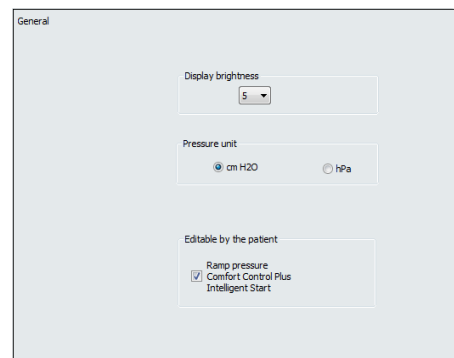 General
Display brightness
5
Pressure unit
cm H2O
hPa
Editable by the patient
Ramp pressure
Comfort Control Plus
Intelligent Start